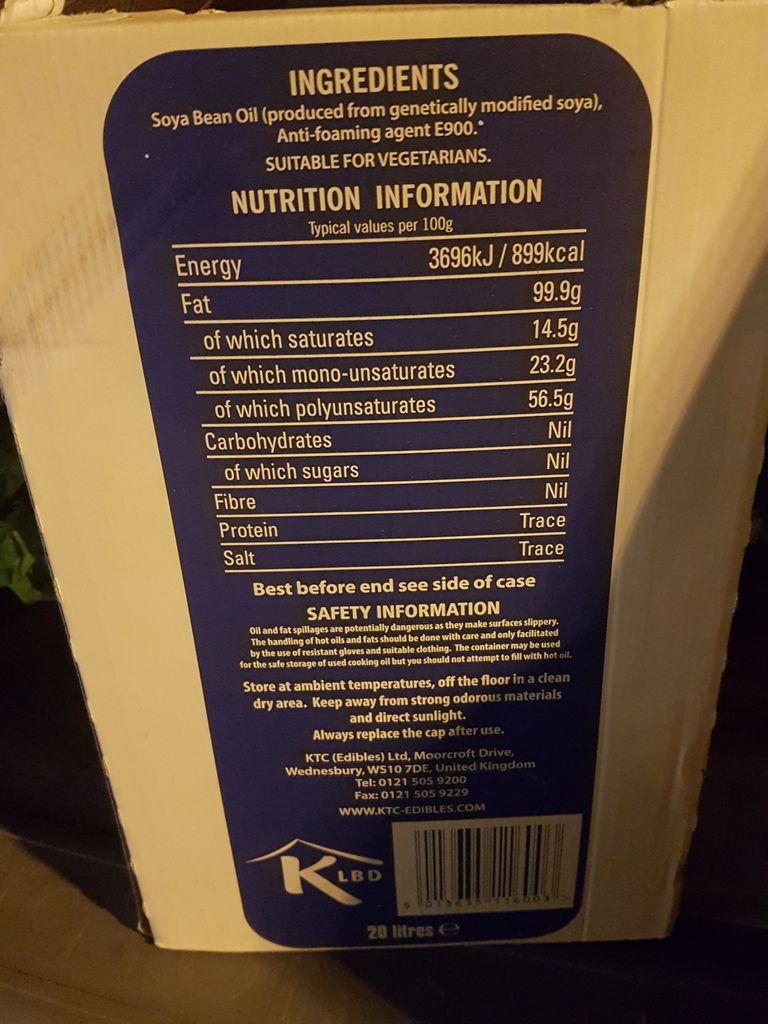 INGREDIENTS
Soya Bean Oil (produced from genetically modified soya),
Anti-foaming agent E900.*
SUITABLE FOR VEGETARIANS.
NUTRITION INFORMATION
Typical values per 100g
Energy 3696kJ / 899kcal
Fat 99.9g
of which saturates 14.5g
of which mono-unsaturates 23.2g
of which polyunsaturates 56.5g
Carbohydrates Nil
of which sugars Nil
Fibre Nil
Protein Trace
Salt Trace
Best before end see side of case
SAFETY INFORMATION
Oil and fat spillages are potentially dangerous as they make surfaces slippery.
The handling of hot oils and fats should be done with care and only facilitated
by the use of resistant gloves and suitable clothing. The container may be used
for the safe storage of used cooking oil but you should not attempt to fill with hot oil.
Store at ambient temperatures, off the floor in a clean
dry area. Keep away from strong odorous materials
and direct sunlight.
Always replace the cap after use.
KTC (Edibles) Ltd, Moorcroft Drive,
Wednesbury, WS10 7DE, United Kingdom
Tel: 0121 505 9200
Fax: 0121 505 9229
WWW.KTC-EDIBLES.COM
K LBD
5 013635 116003 >
20 litres e